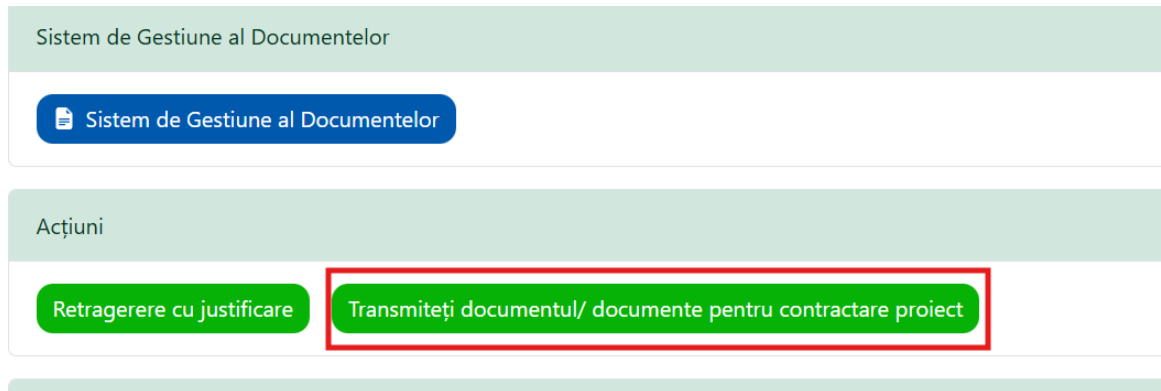 Sistem de Gestiune al Documentelor
Sistem de Gestiune al Documentelor
Acțiuni
Retragerere cu justificare
Transmiteți documentul/ documente pentru contractare proiect